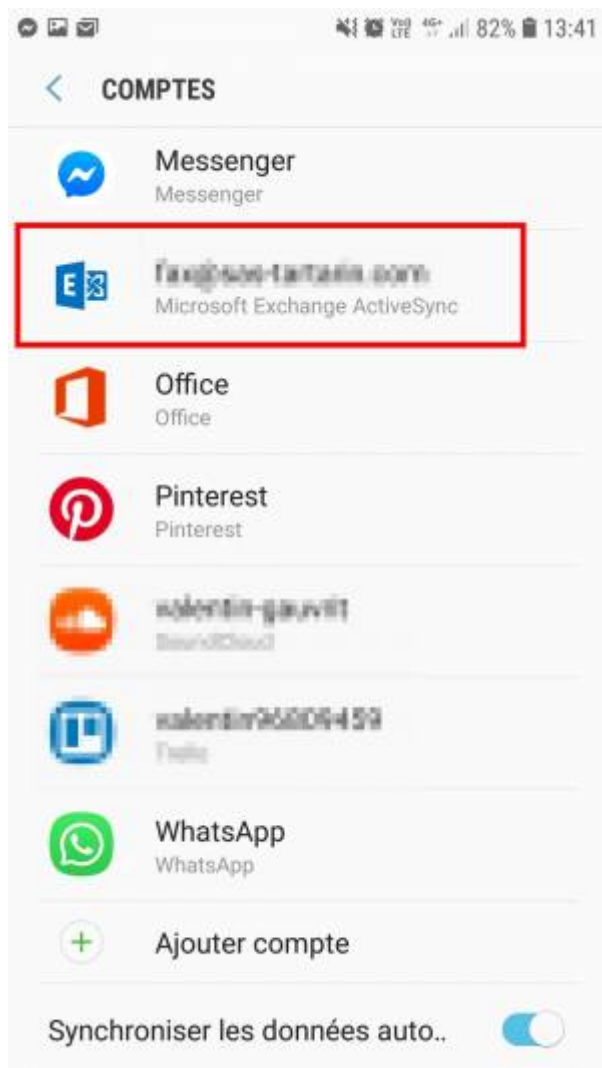 82% 13:41
COMPTES
Messenger
Messenger
Microsoft Exchange ActiveSync
Office
Office
Pinterest
Pinterest
WhatsApp
WhatsApp
Ajouter compte
Synchroniser les données auto..